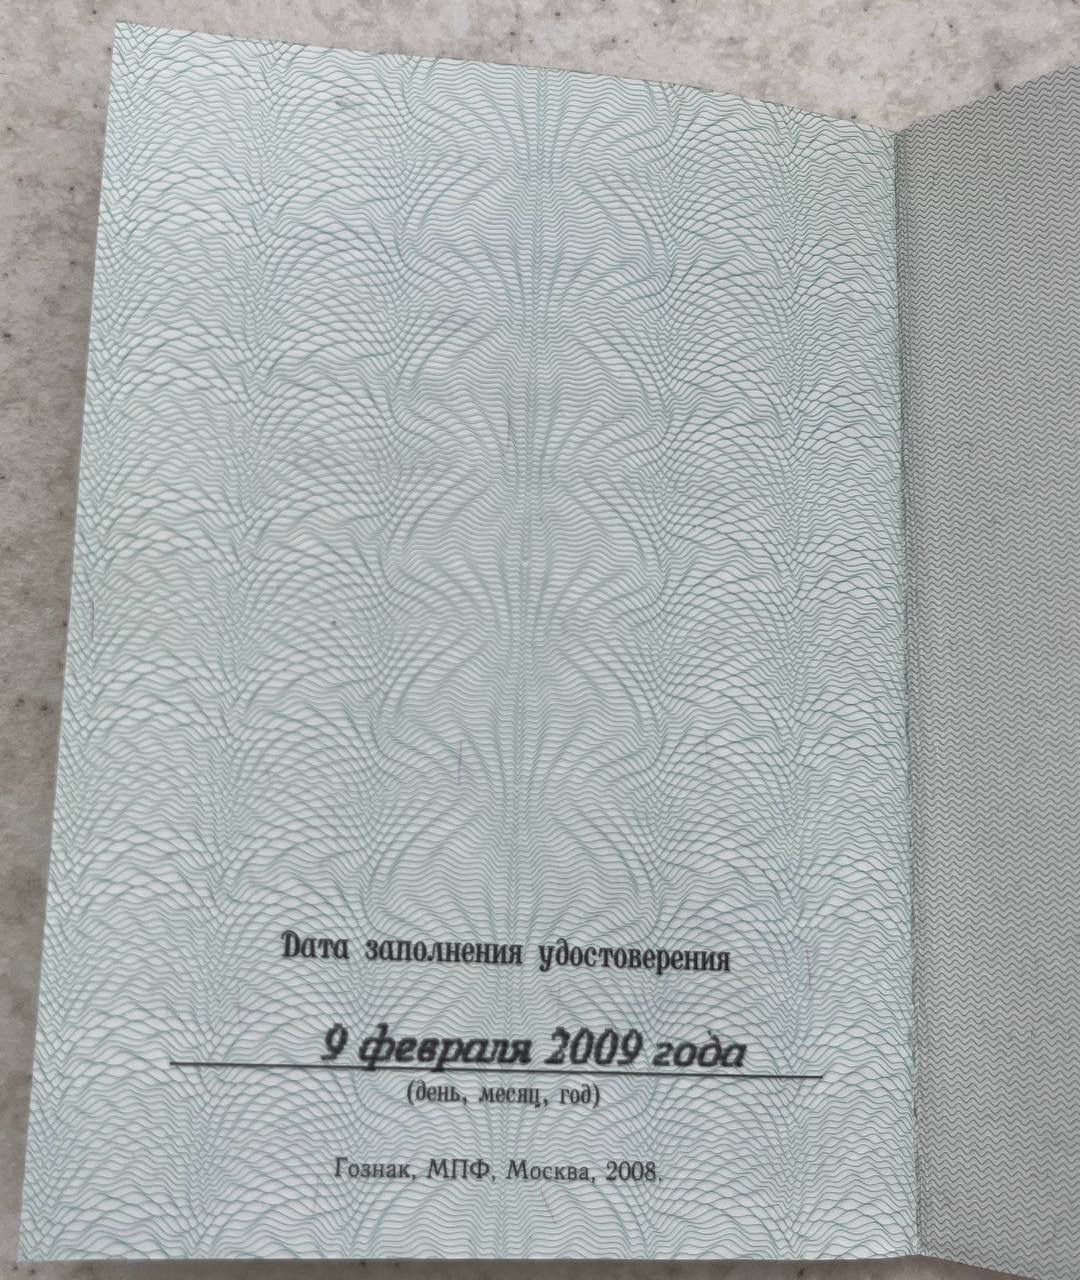 Дата заполнения удостоверения
9 февраля 2009 года
(день, месяц, год)
Гознак, МПФ, Москва, 2008.